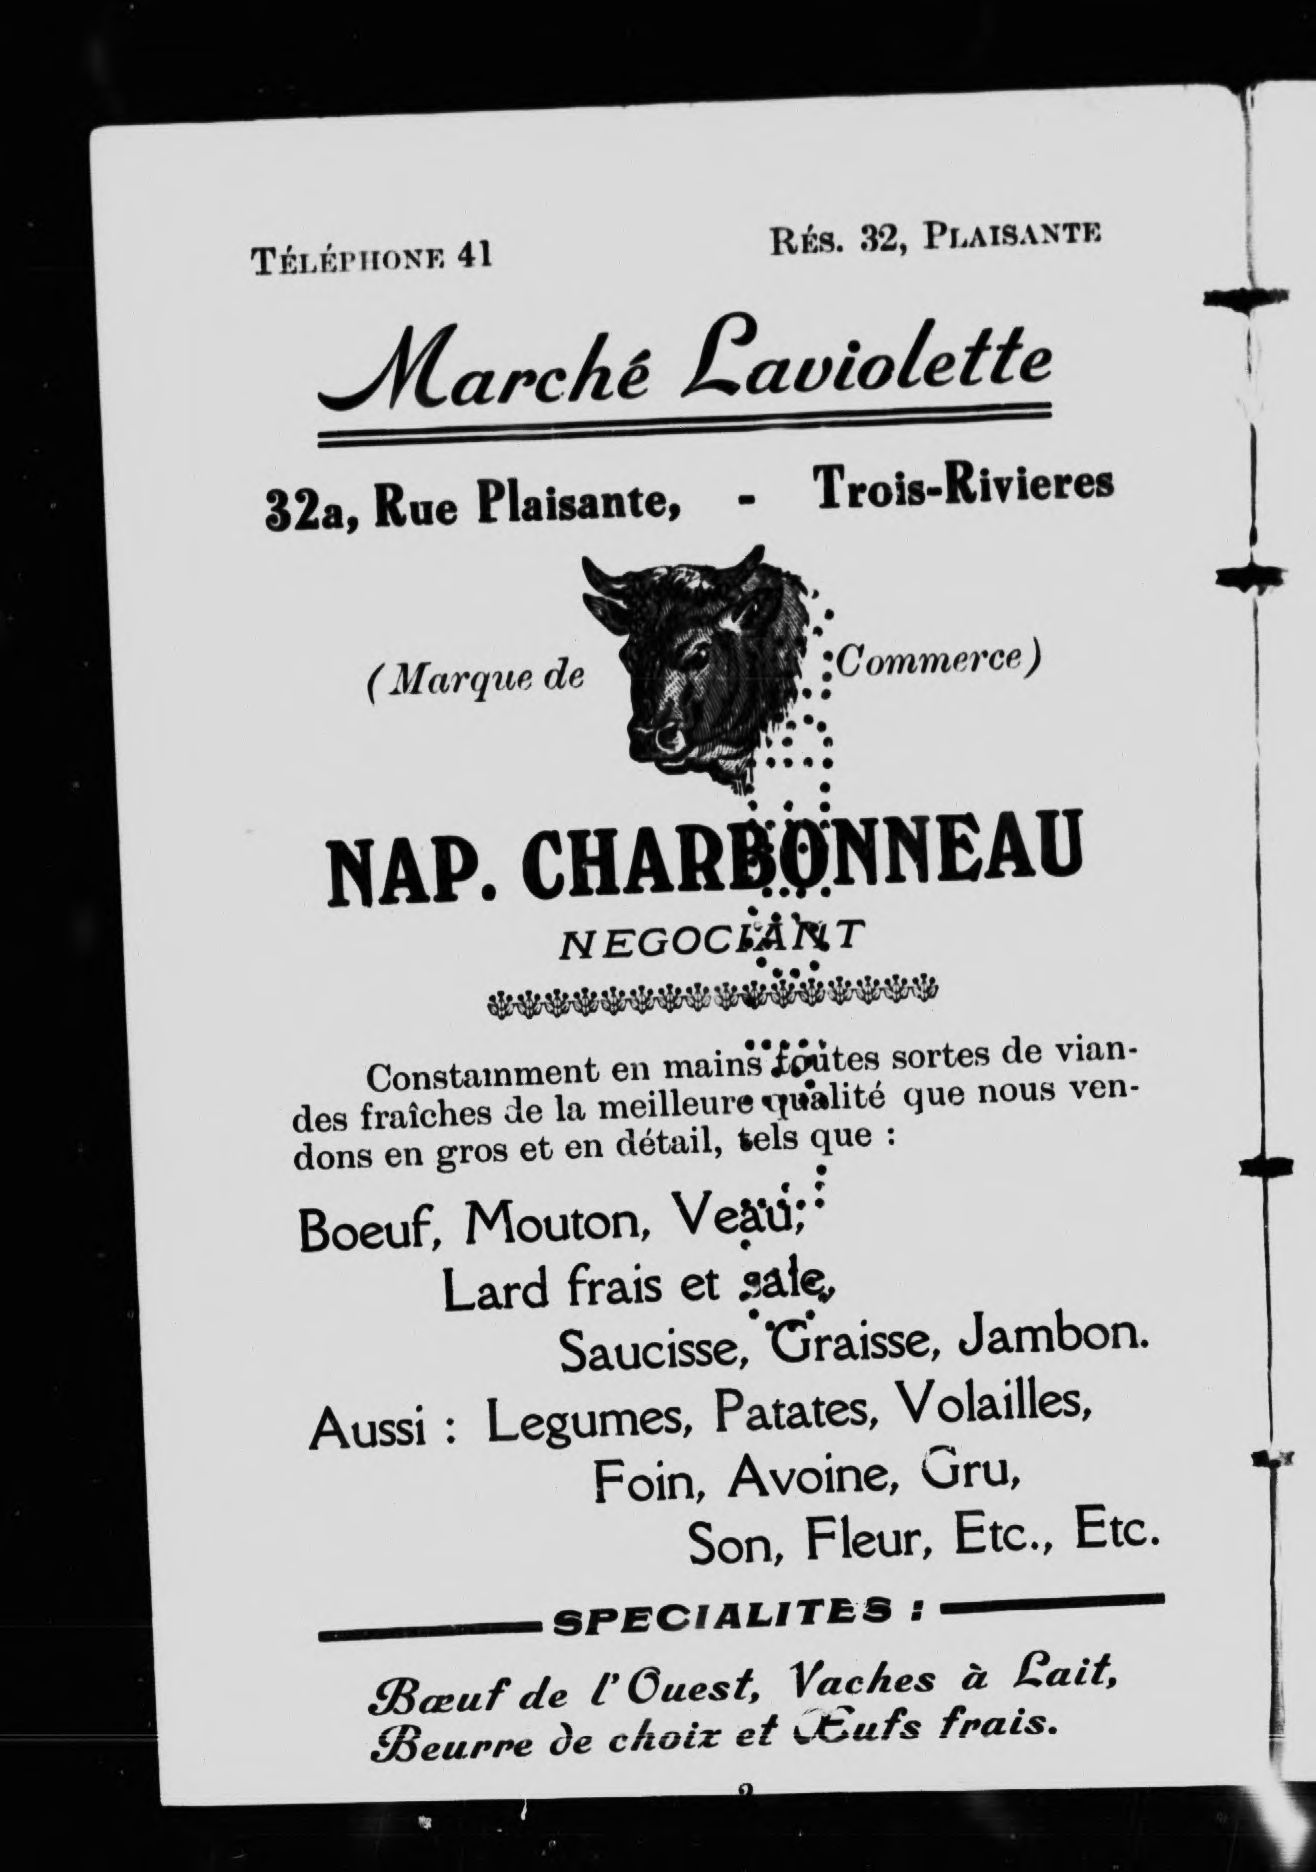 TÉLÉPHONE 41 RÉS. 32, PLAISANTE
Marché Laviolette
32a, Rue Plaisante, - Trois-Rivieres
(Marque de Commerce)
NAP. CHARBONNEAU
NEGOCIANT
Constamment en mains toutes sortes de vian-
des fraîches de la meilleure qualité que nous ven-
dons en gros et en détail, tels que :
Boeuf, Mouton, Veau,
Lard frais et sale,
Saucisse, Graisse, Jambon.
Aussi : Legumes, Patates, Volailles,
Foin, Avoine, Gru,
Son, Fleur, Etc., Etc.
SPECIALITES :
Bœuf de l'Ouest, Vaches à Lait,
Beurre de choix et Œufs frais.